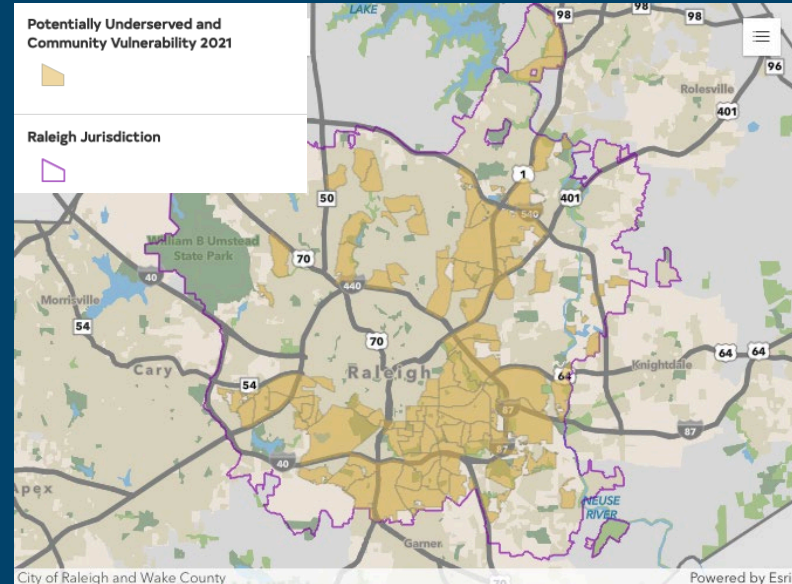 Potentially Underserved and
Community Vulnerability 2021
Raleigh Jurisdiction
LAKE
98
98
98
96
Rolesville
401
1
401
540
50
William B Umstead
State Park
70
40
440
Morrisville
54
70
Cary
54
Raleigh
64
64
64
Knightdale
87
87
87
40
Apex
NEUSE
RIVER
Garner
City of Raleigh and Wake County
Powered by Esri